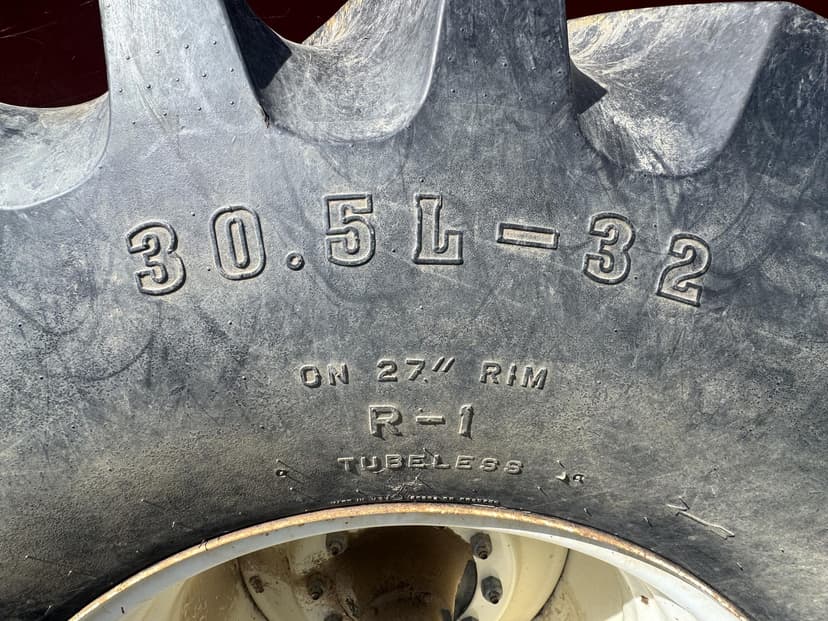 30.5L-32
ON 27" RIM
R-1
TUBELESS